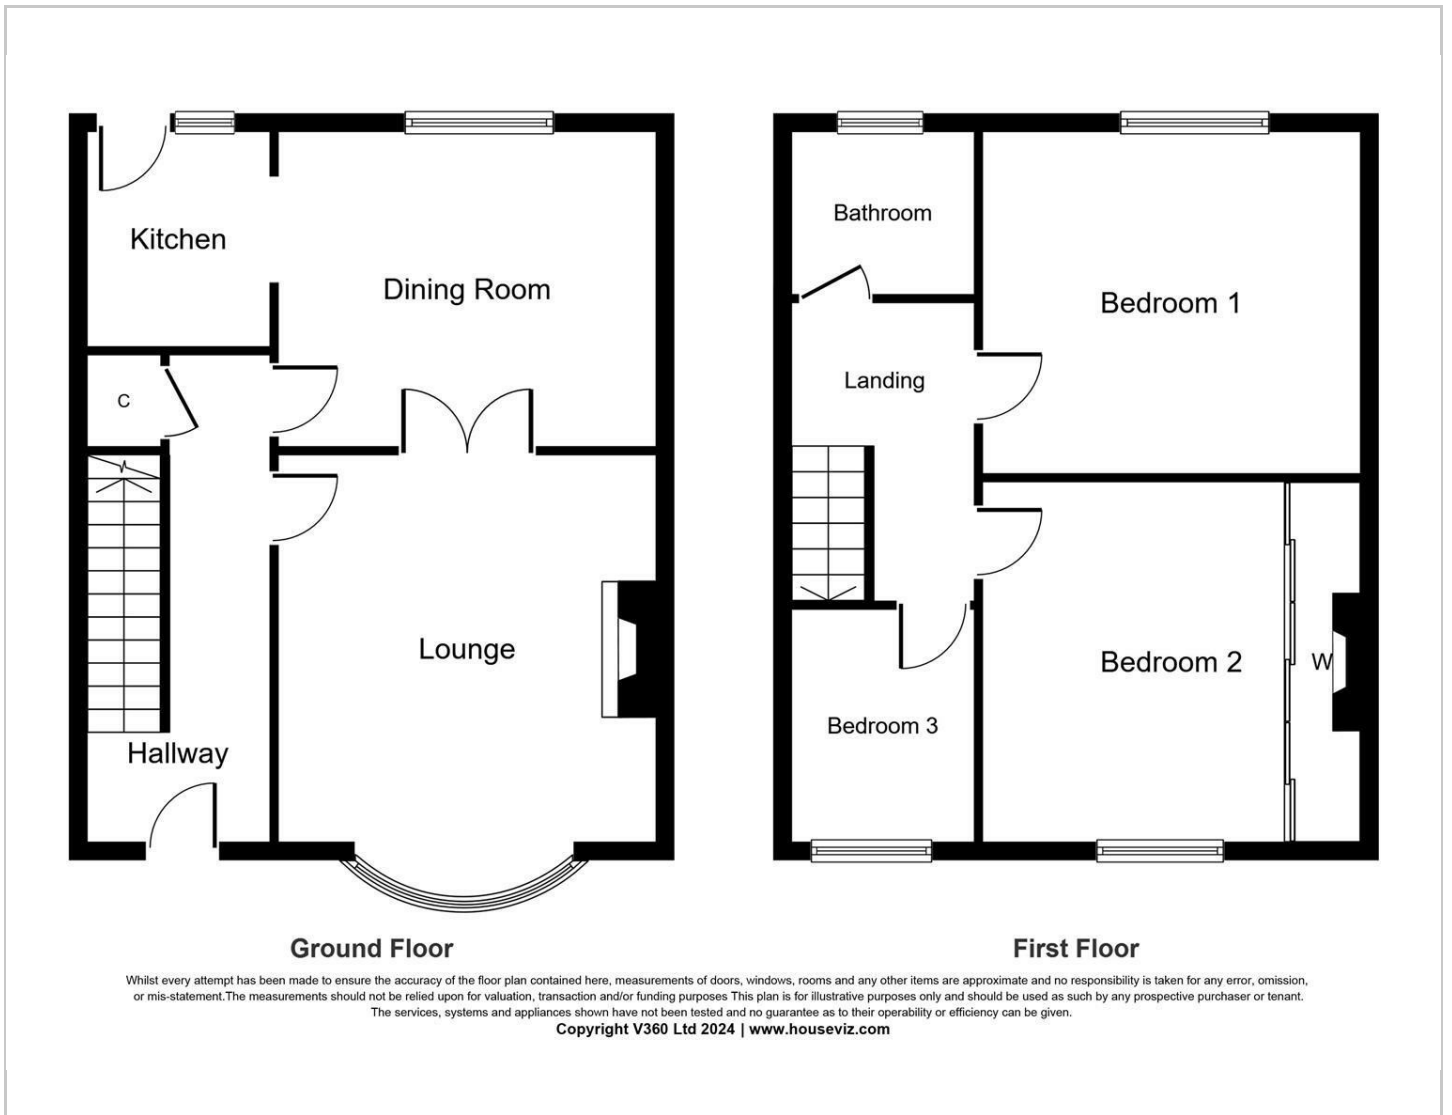 Kitchen
Dining Room
C
Lounge
Hallway
Ground Floor
Bathroom
Bedroom 1
Landing
Bedroom 2
W
Bedroom 3
First Floor
Whilst every attempt has been made to ensure the accuracy of the floor plan contained here, measurements of doors, windows, rooms and any other items are approximate and no responsibility is taken for any error, omission,
or mis-statement.The measurements should not be relied upon for valuation, transaction and/or funding purposes This plan is for illustrative purposes only and should be used as such by any prospective purchaser or tenant.
The services, systems and appliances shown have not been tested and no guarantee as to their operability or efficiency can be given.
Copyright V360 Ltd 2024 | www.houseviz.com